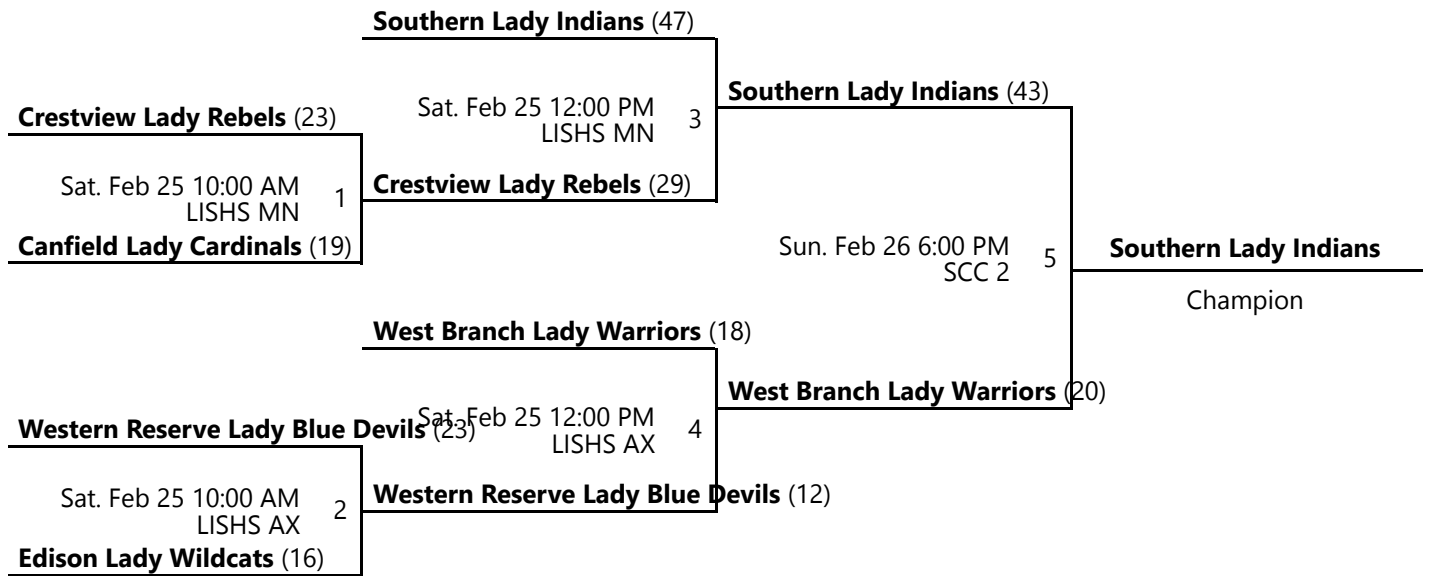 Southern Lady Indians (47)
Crestview Lady Rebels (23)
Sat. Feb 25 12:00 PM
LISHS MN
3
Southern Lady Indians (43)
Sat. Feb 25 10:00 AM
LISHS MN
1
Crestview Lady Rebels (29)
Canfield Lady Cardinals (19)
Sun. Feb 26 6:00 PM
SCC 2
5
Southern Lady Indians
Champion
West Branch Lady Warriors (18)
Western Reserve Lady Blue Devils (23)
Sat. Feb 25 12:00 PM
LISHS AX
4
West Branch Lady Warriors (20)
Sat. Feb 25 10:00 AM
LISHS AX
2
Western Reserve Lady Blue Devils (12)
Edison Lady Wildcats (16)